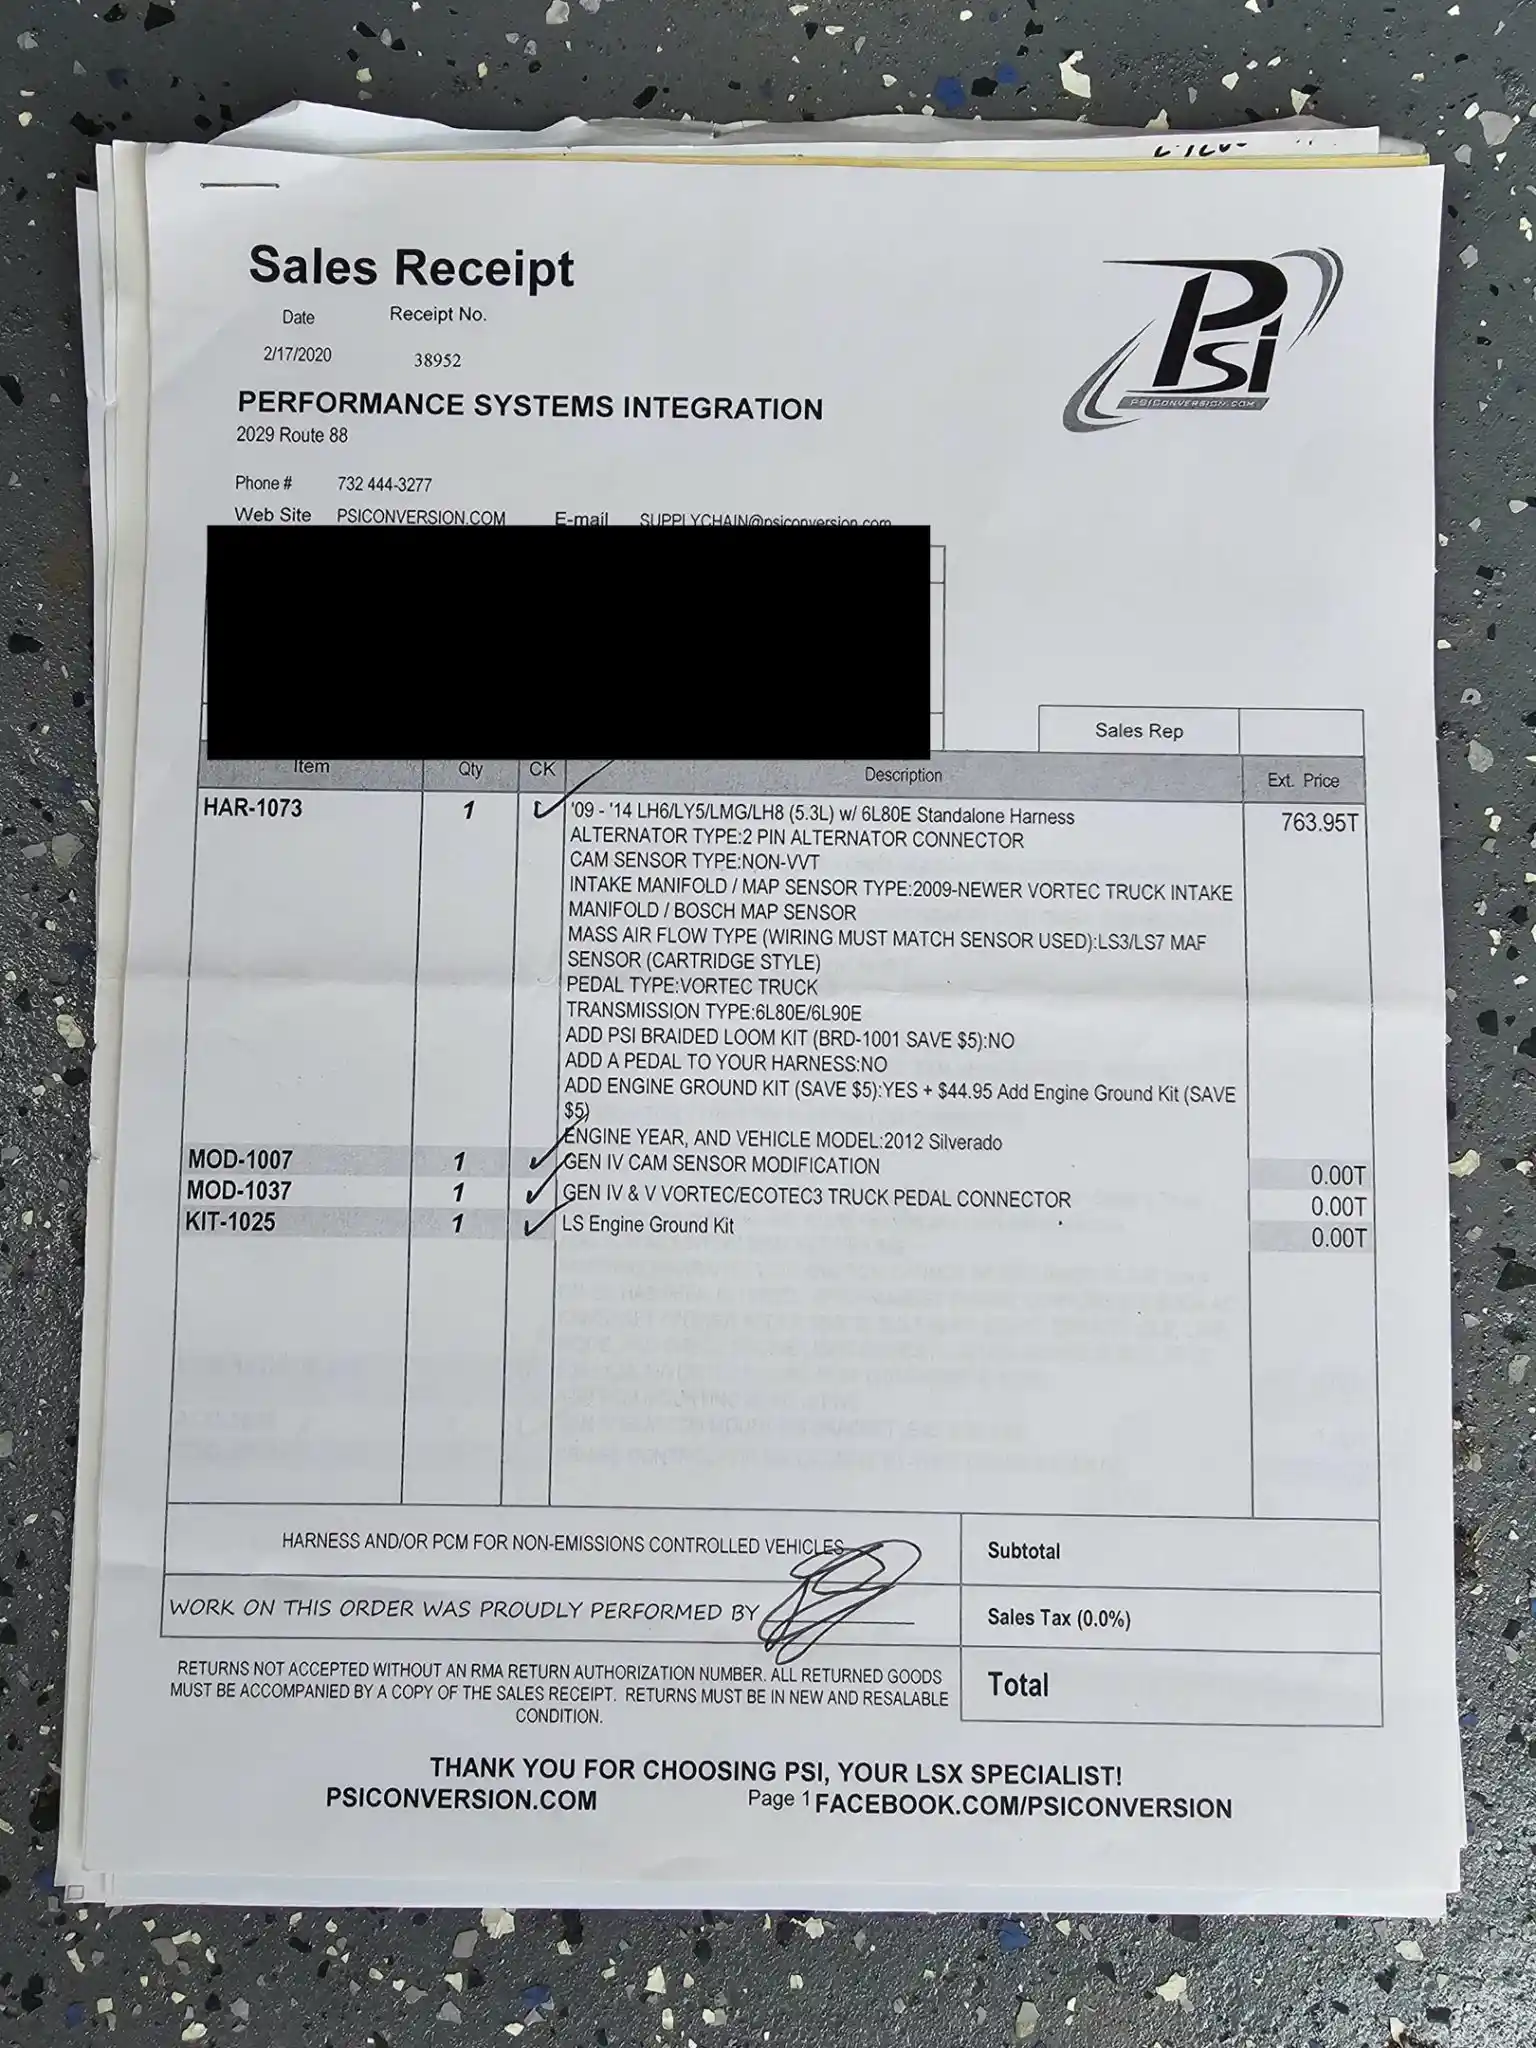 Sales Receipt
Date Receipt No.
2/17/2020 38952
Psi
PSICONVERSION.COM
PERFORMANCE SYSTEMS INTEGRATION
2029 Route 88
Phone # 732 444-3277
Web Site PSICONVERSION.COM E-mail SUPPLYCHAIN@psiconversion.com
Sales Rep
Item Qty CK Description Ext. Price
HAR-1073 1 '09 - '14 LH6/LY5/LMG/LH8 (5.3L) w/ 6L80E Standalone Harness 763.95T
ALTERNATOR TYPE:2 PIN ALTERNATOR CONNECTOR
CAM SENSOR TYPE:NON-VVT
INTAKE MANIFOLD / MAP SENSOR TYPE:2009-NEWER VORTEC TRUCK INTAKE
MANIFOLD / BOSCH MAP SENSOR
MASS AIR FLOW TYPE (WIRING MUST MATCH SENSOR USED):LS3/LS7 MAF
SENSOR (CARTRIDGE STYLE)
PEDAL TYPE:VORTEC TRUCK
TRANSMISSION TYPE:6L80E/6L90E
ADD PSI BRAIDED LOOM KIT (BRD-1001 SAVE $5):NO
ADD A PEDAL TO YOUR HARNESS:NO
ADD ENGINE GROUND KIT (SAVE $5):YES + $44.95 Add Engine Ground Kit (SAVE
$5)
ENGINE YEAR, AND VEHICLE MODEL:2012 Silverado
MOD-1007 1 GEN IV CAM SENSOR MODIFICATION 0.00T
MOD-1037 1 GEN IV & V VORTEC/ECOTEC3 TRUCK PEDAL CONNECTOR 0.00T
KIT-1025 1 LS Engine Ground Kit 0.00T
HARNESS AND/OR PCM FOR NON-EMISSIONS CONTROLLED VEHICLES
Subtotal
WORK ON THIS ORDER WAS PROUDLY PERFORMED BY
Sales Tax (0.0%)
RETURNS NOT ACCEPTED WITHOUT AN RMA RETURN AUTHORIZATION NUMBER. ALL RETURNED GOODS
MUST BE ACCOMPANIED BY A COPY OF THE SALES RECEIPT. RETURNS MUST BE IN NEW AND RESALABLE
CONDITION.
Total
THANK YOU FOR CHOOSING PSI, YOUR LSX SPECIALIST!
PSICONVERSION.COM Page 1 FACEBOOK.COM/PSICONVERSION